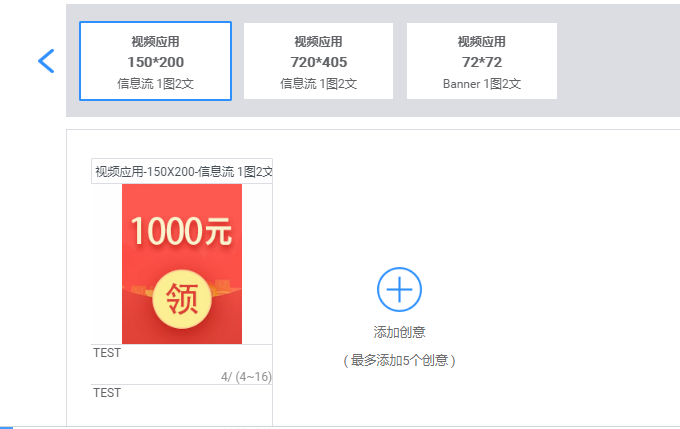 视频应用
150*200
信息流 1图2文
视频应用
720*405
信息流 1图2文
视频应用
72*72
Banner 1图2文
视频应用-150X200-信息流 1图2文
1000元
领
TEST
4/ (4~16)
TEST
添加创意
( 最多添加5个创意 )